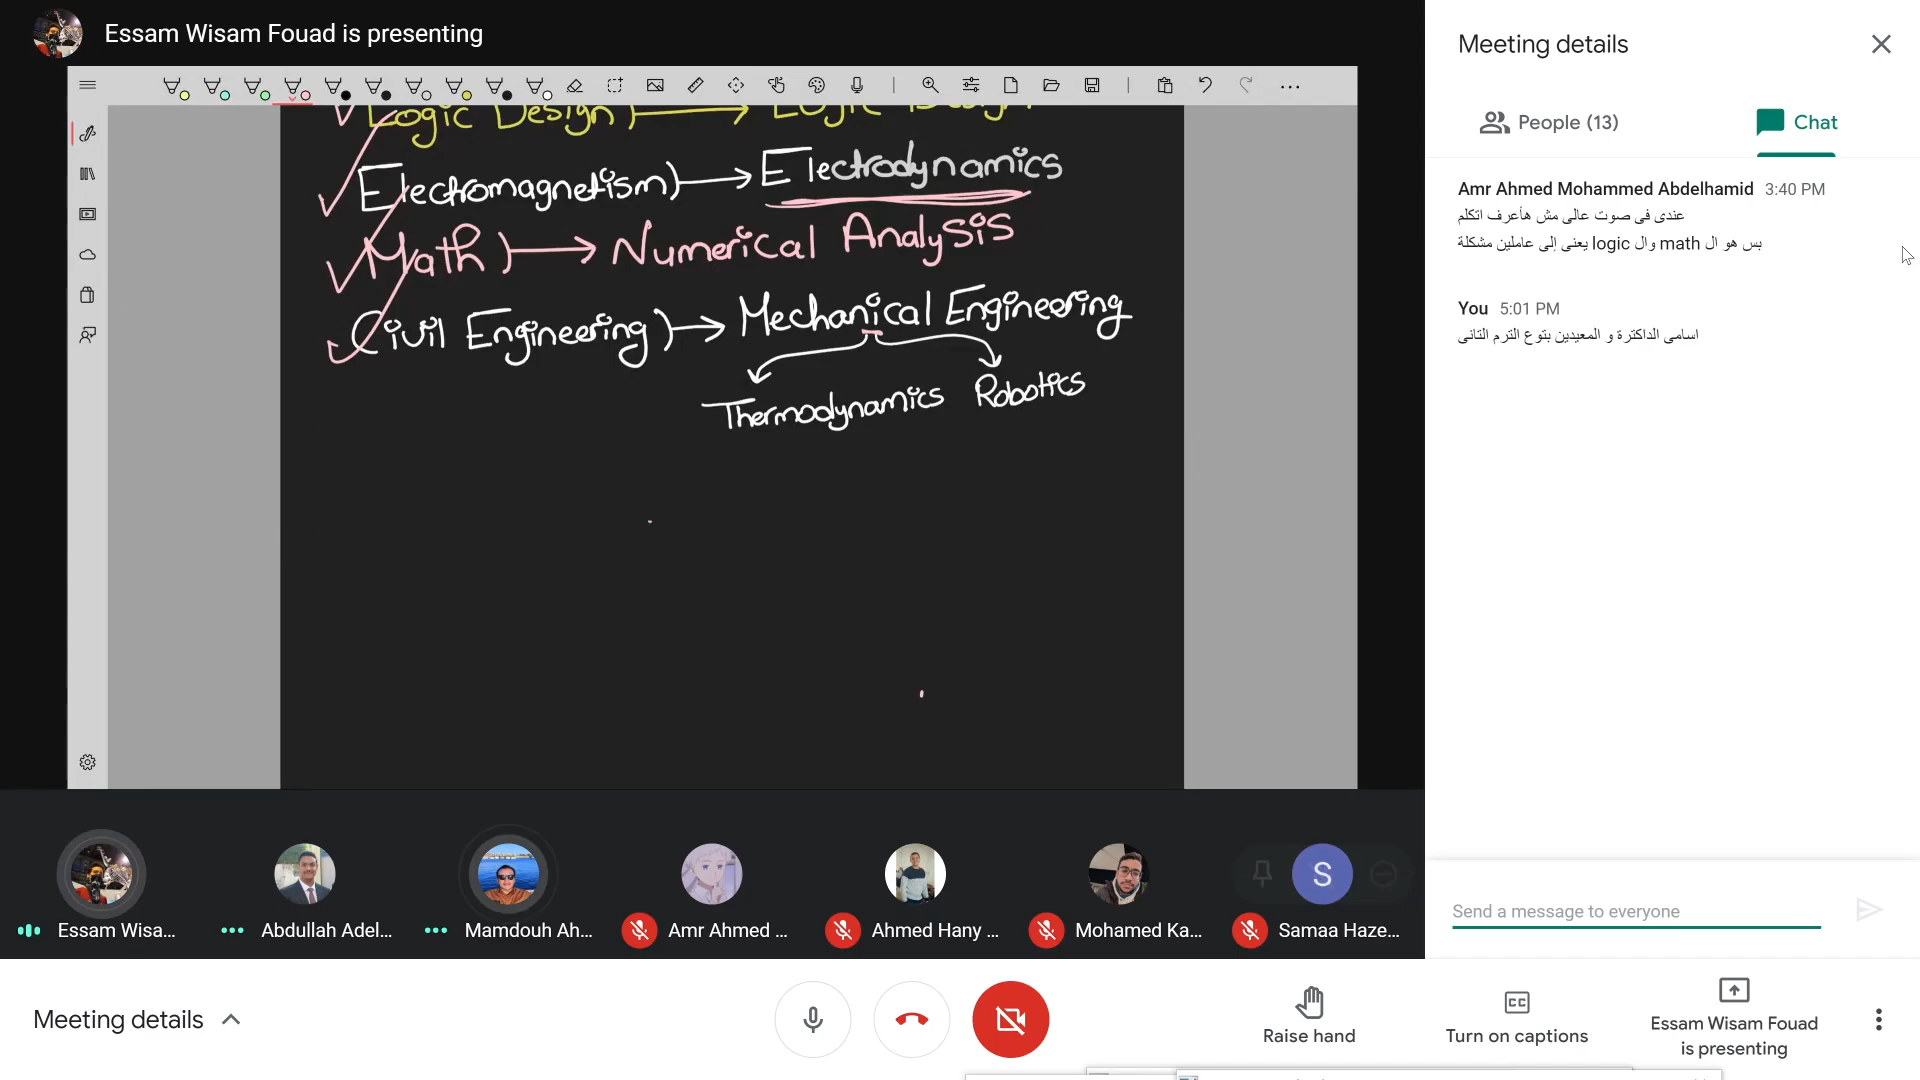 Essam Wisam Fouad is presenting
Logic Design) → Logic Design
Electromagnetism) → Electrodynamics
Math) → Numerical Analysis
Civil Engineering) → Mechanical Engineering
Thermodynamics Robotics
Essam Wisa...
Abdullah Adel...
Mamdouh Ah...
Amr Ahmed ...
Ahmed Hany ...
Mohamed Ka...
S
Samaa Haze...
Meeting details
People (13)
Chat
Amr Ahmed Mohammed Abdelhamid 3:40 PM
عندى فى صوت عالى مش هأعرف اتكلم
بس هو ال math وال logic يعنى إلى عاملين مشكلة
You 5:01 PM
اسامى الداكترة و المعيدين بتوع الترم التانى
Send a message to everyone
Meeting details
Raise hand
CC
Turn on captions
Essam Wisam Fouad
is presenting